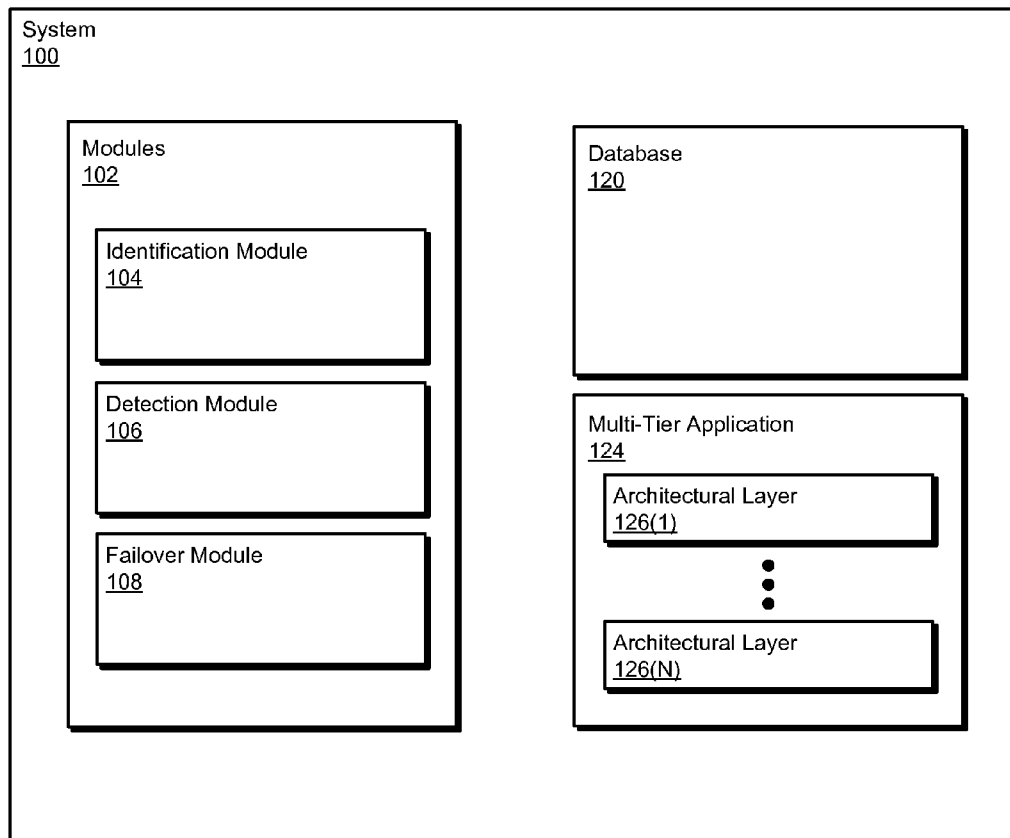 System
100
Modules
102
Identification Module
104
Detection Module
106
Failover Module
108
Database
120
Multi-Tier Application
124
Architectural Layer
126(1)
Architectural Layer
126(N)